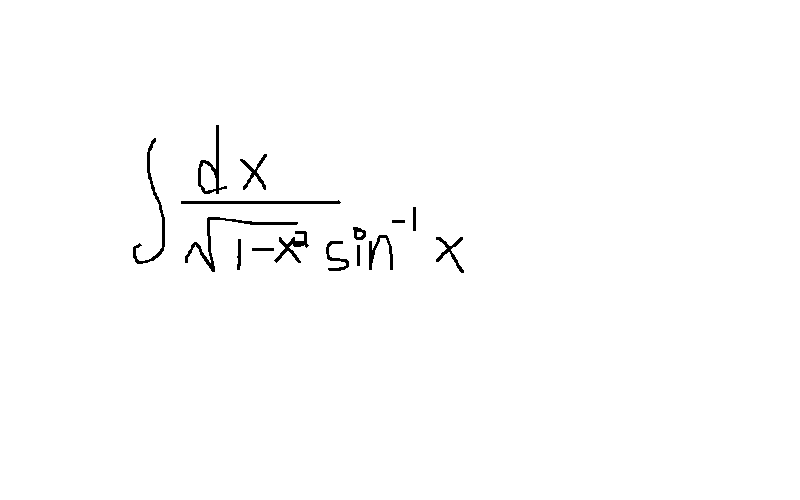 ∫ dx / √(1-x²) sin⁻¹ x